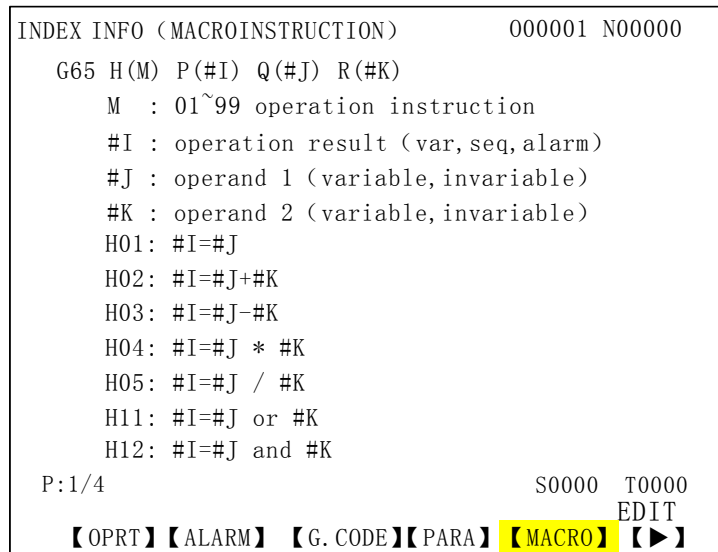 INDEX INFO（MACROINSTRUCTION） O00001 N00000
G65 H(M) P(#I) Q(#J) R(#K)
M : 01~99 operation instruction
#I : operation result（var,seq,alarm）
#J : operand 1（variable,invariable）
#K : operand 2（variable,invariable）
H01: #I=#J
H02: #I=#J+#K
H03: #I=#J-#K
H04: #I=#J * #K
H05: #I=#J / #K
H11: #I=#J or #K
H12: #I=#J and #K
P:1/4 S0000 T0000
EDIT
【OPRT】【ALARM】 【G.CODE】【PARA】【MACRO】【▶】